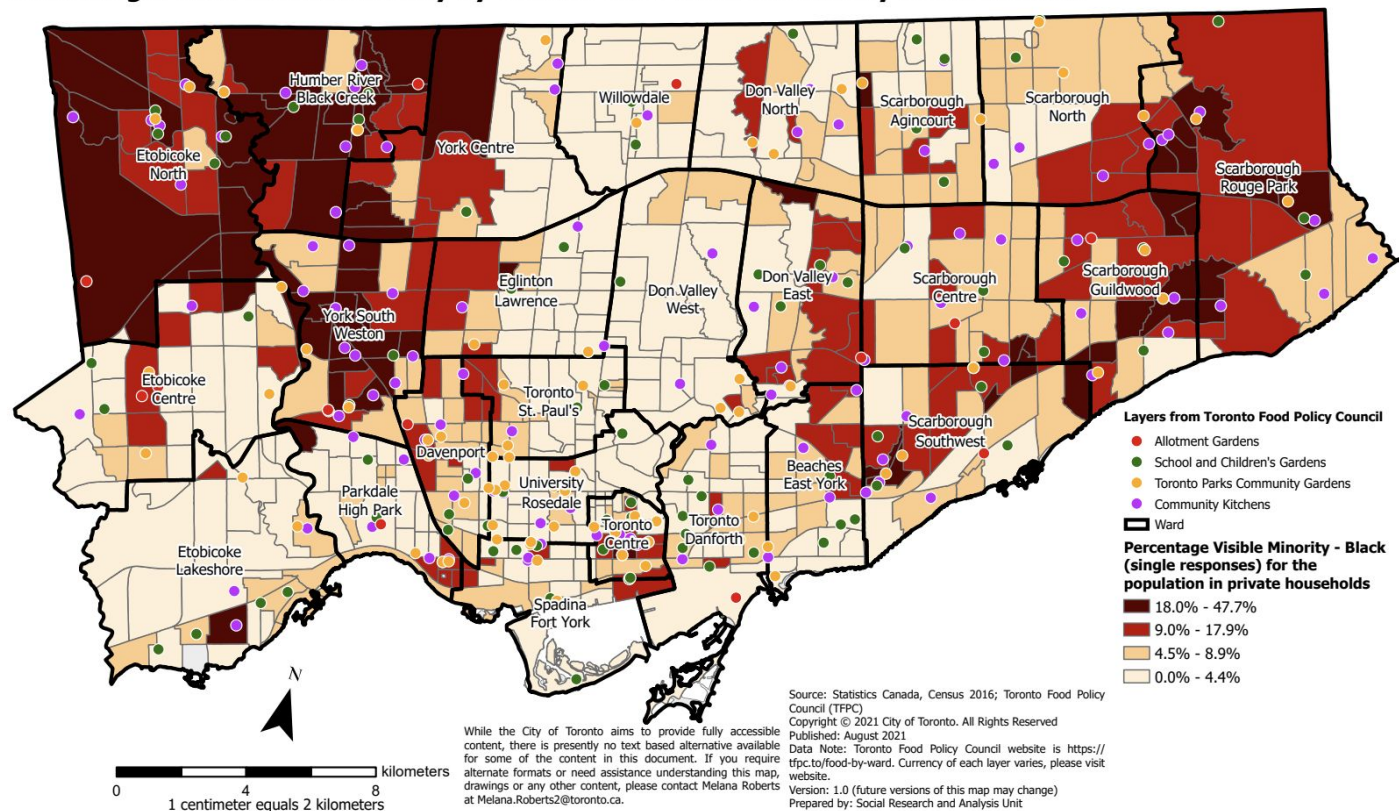 Humber River
Black Creek
Willowdale
Don Valley
North
Scarborough
Agincourt
Scarborough
North
York Centre
Etobicoke
North
Scarborough
Rouge Park
Eglinton
Lawrence
Don Valley
West
Don Valley
East
Scarborough
Centre
Scarborough
Guildwood
York South
Weston
Etobicoke
Centre
Toronto
St. Paul's
Davenport
Scarborough
Southwest
Beaches
East York
Parkdale
High Park
University
Rosedale
Toronto
Centre
Toronto
Danforth
Etobicoke
Lakeshore
Spadina
Fort York
Layers from Toronto Food Policy Council
Allotment Gardens
School and Children's Gardens
Toronto Parks Community Gardens
Community Kitchens
Ward
Percentage Visible Minority - Black
(single responses) for the
population in private households
18.0% - 47.7%
9.0% - 17.9%
4.5% - 8.9%
0.0% - 4.4%
N
kilometers
0 2 4 8
1 centimeter equals 2 kilometers
While the City of Toronto aims to provide fully accessible
content, there is presently no text based alternative available
for some of the content in this document. If you require
alternate formats or need assistance understanding this map,
drawings or any other content, please contact Melana Roberts
at Melana.Roberts2@toronto.ca.
Source: Statistics Canada, Census 2016; Toronto Food Policy
Council (TFPC)
Copyright © 2021 City of Toronto. All Rights Reserved
Published: August 2021
Data Note: Toronto Food Policy Council website is https://
tfpc.to/food-by-ward. Currency of each layer varies, please visit
website.
Version: 1.0 (future versions of this map may change)
Prepared by: Social Research and Analysis Unit